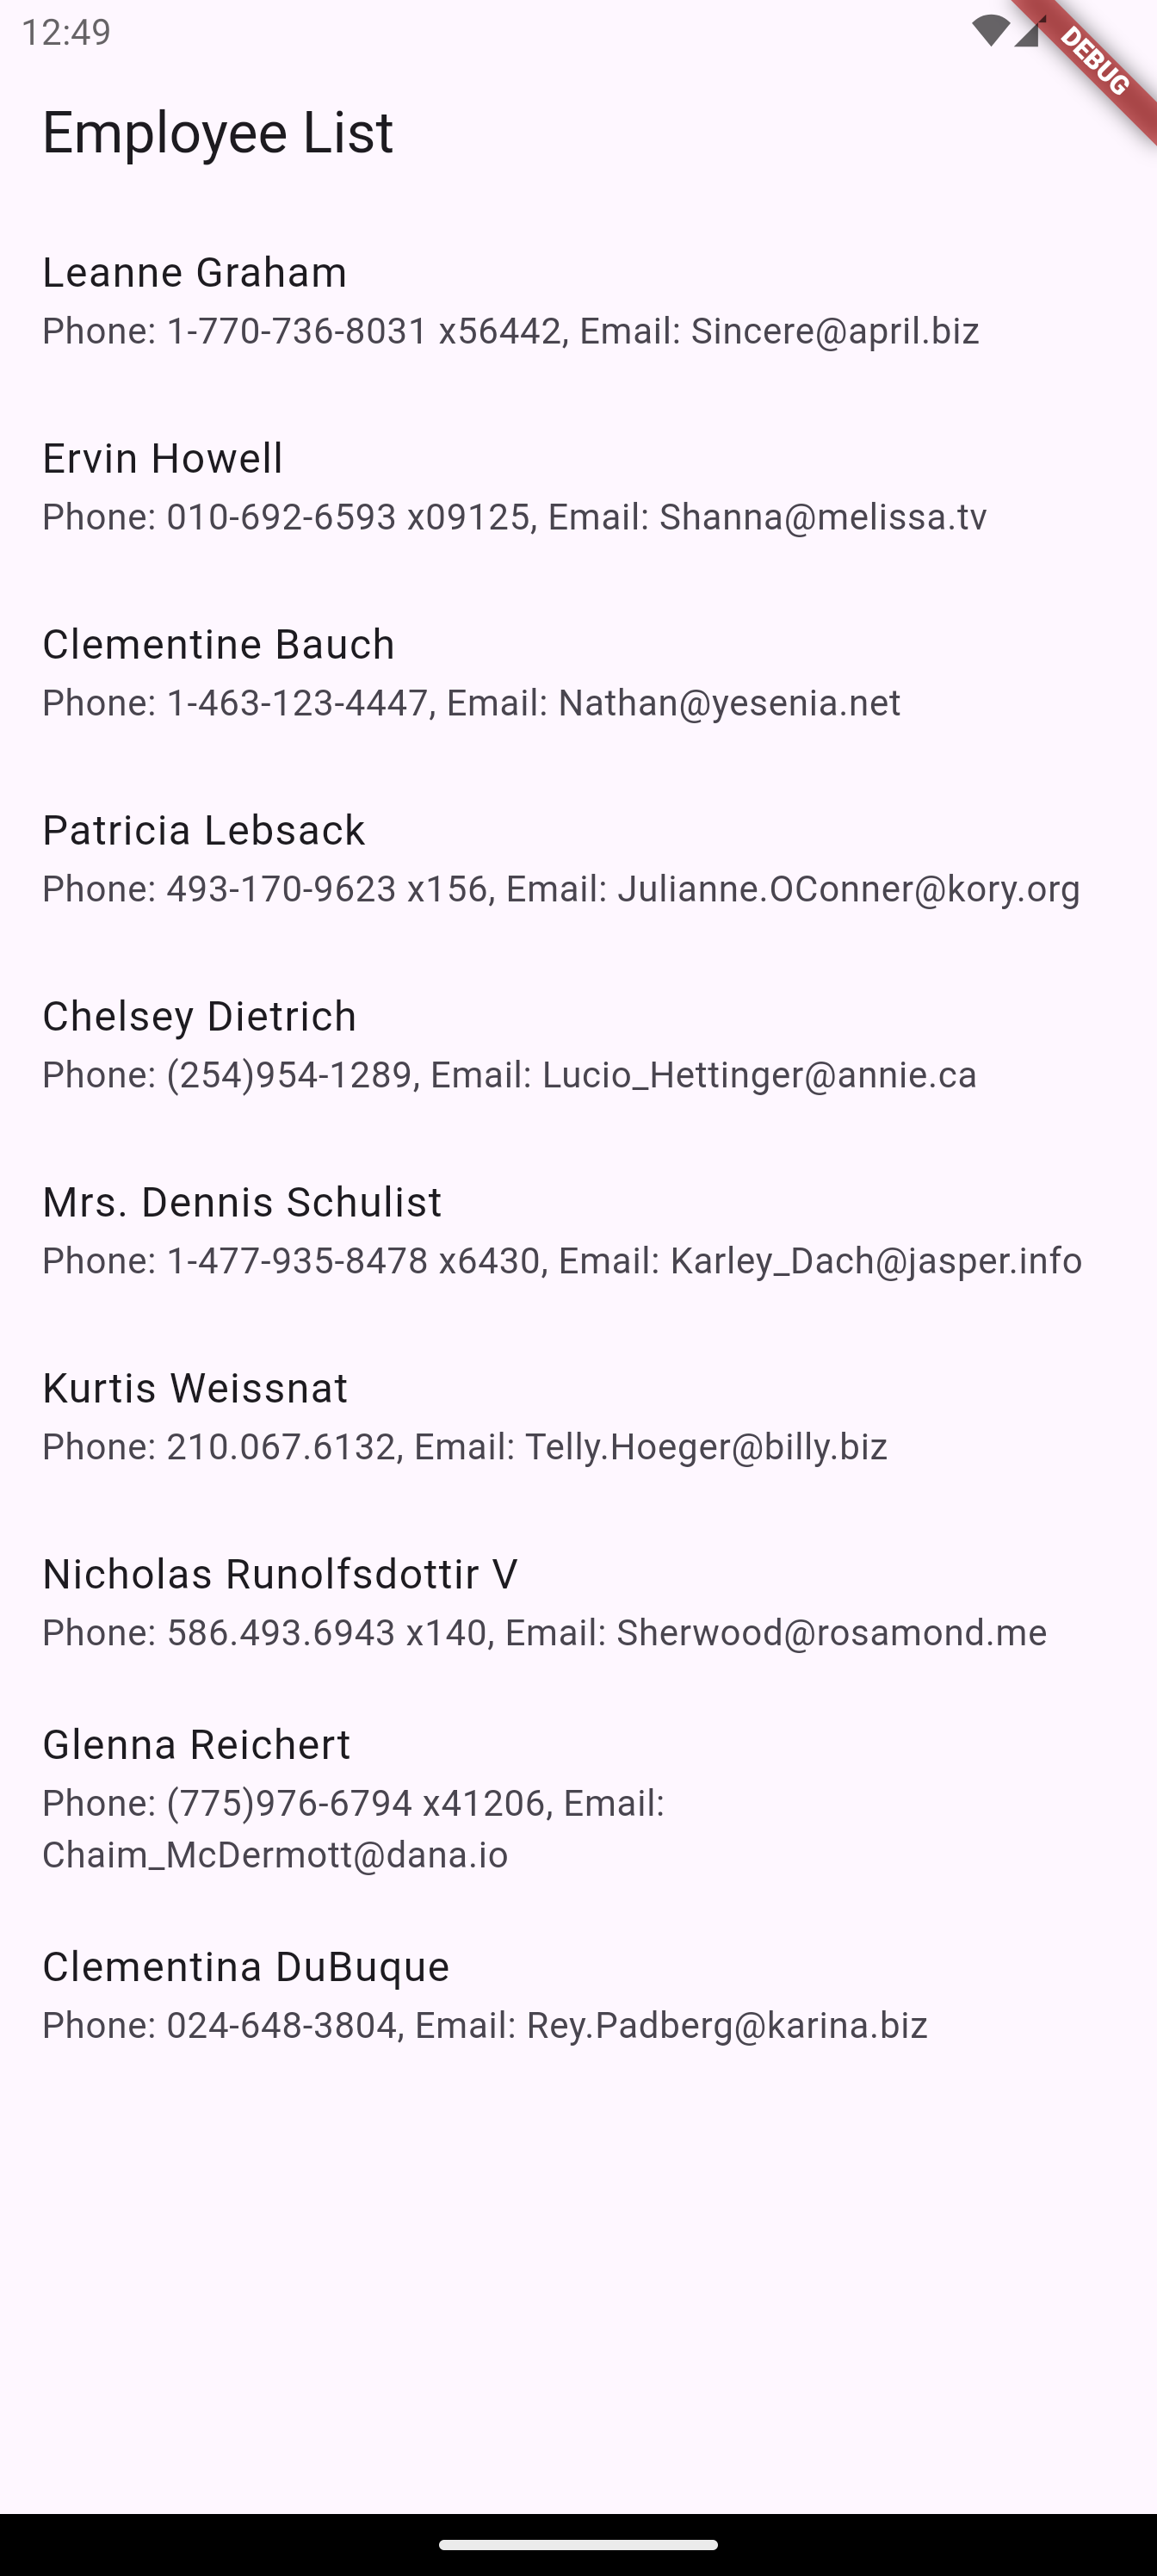 12:49
DEBUG
Employee List
Leanne Graham
Phone: 1-770-736-8031 x56442, Email: Sincere@april.biz
Ervin Howell
Phone: 010-692-6593 x09125, Email: Shanna@melissa.tv
Clementine Bauch
Phone: 1-463-123-4447, Email: Nathan@yesenia.net
Patricia Lebsack
Phone: 493-170-9623 x156, Email: Julianne.OConner@kory.org
Chelsey Dietrich
Phone: (254)954-1289, Email: Lucio_Hettinger@annie.ca
Mrs. Dennis Schulist
Phone: 1-477-935-8478 x6430, Email: Karley_Dach@jasper.info
Kurtis Weissnat
Phone: 210.067.6132, Email: Telly.Hoeger@billy.biz
Nicholas Runolfsdottir V
Phone: 586.493.6943 x140, Email: Sherwood@rosamond.me
Glenna Reichert
Phone: (775)976-6794 x41206, Email:
Chaim_McDermott@dana.io
Clementina DuBuque
Phone: 024-648-3804, Email: Rey.Padberg@karina.biz